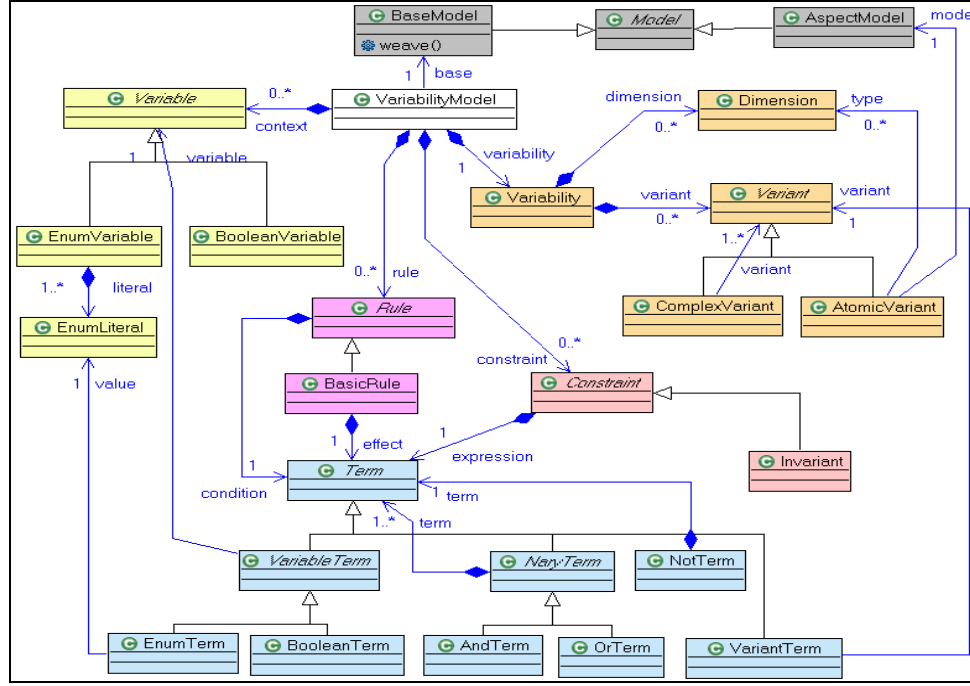 BaseModel
Model
AspectModel
mode
weave()
1
1
base
Variable
0..*
VariabilityModel
dimension
Dimension
type
context
0..*
0..*
1
variable
variability
1
Variability
variant
Variant
variant
0..*
1
1
EnumVariable
BooleanVariable
1..*
variant
1..*
literal
0..*
rule
ComplexVariant
AtomicVariant
EnumLiteral
Rule
0..*
constraint
1
value
BasicRule
Constraint
1
effect
1
expression
Invariant
Term
1
condition
1
term
1..*
term
VariableTerm
NaryTerm
NotTerm
EnumTerm
BooleanTerm
AndTerm
OrTerm
VariantTerm